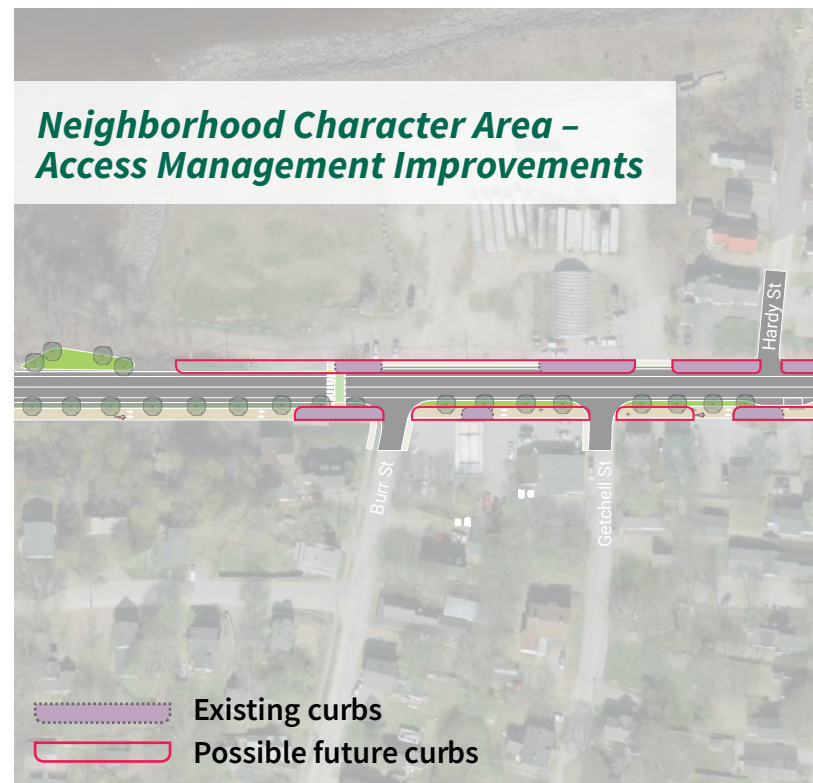 Neighborhood Character Area –
Access Management Improvements
Hardy St
Burr St
Getchell St
Existing curbs
Possible future curbs